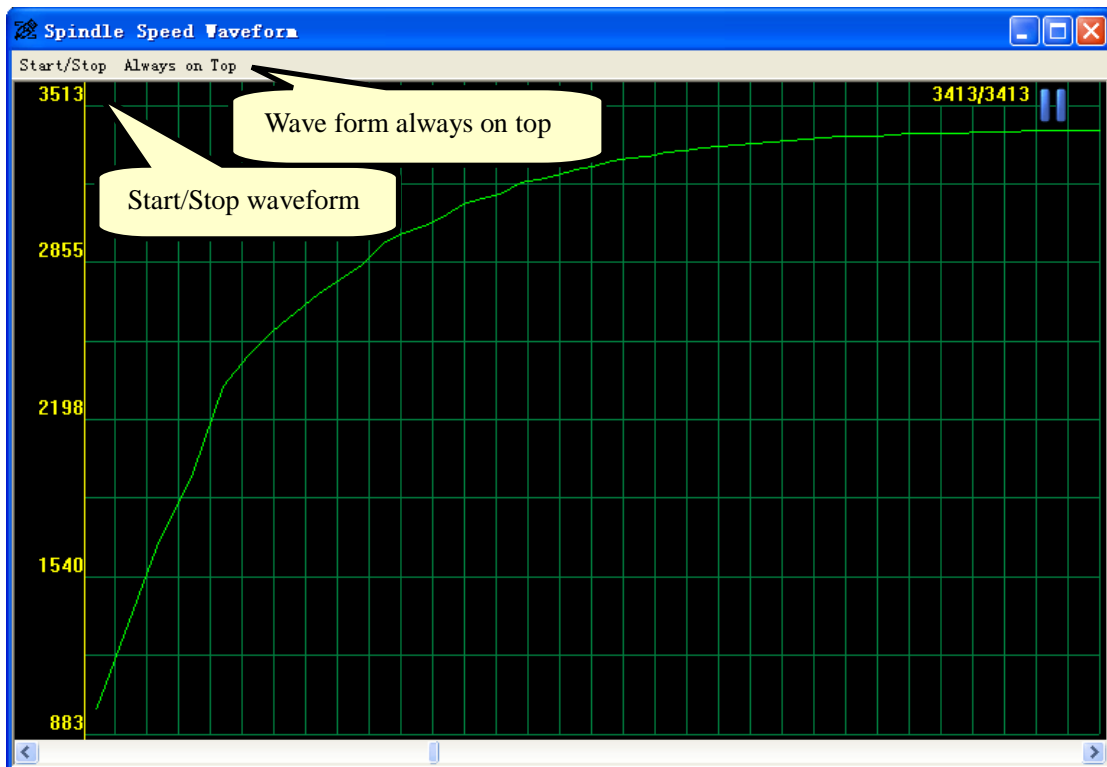 Spindle Speed Waveform
Start/Stop Always on Top
3513
3413/3413
Wave form always on top
Start/Stop waveform
2855
2198
1540
883